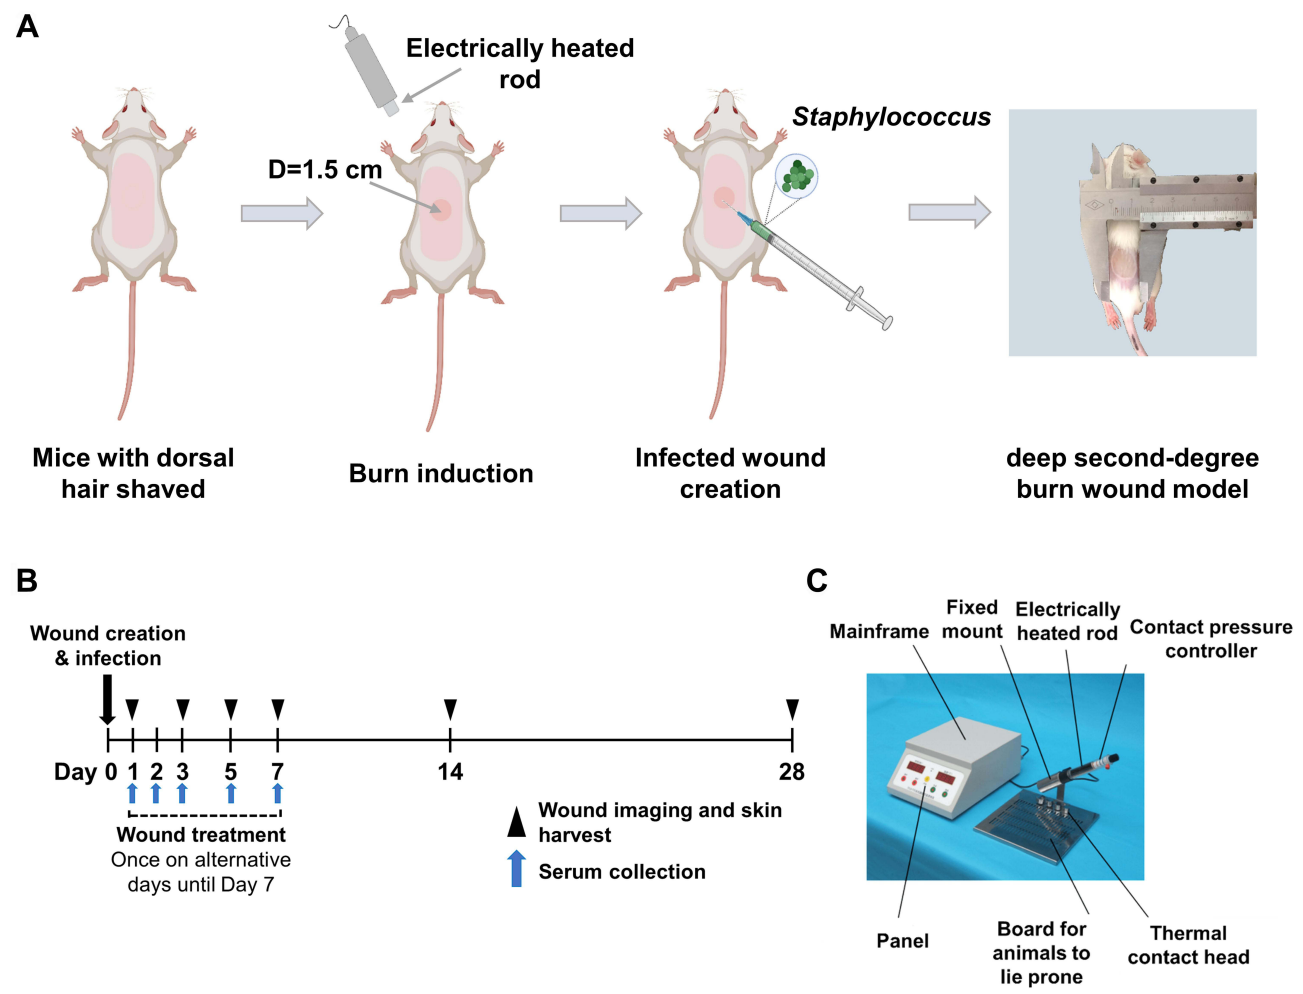 A
Electrically heated
rod
D=1.5 cm
Staphylococcus
Mice with dorsal
hair shaved
Burn induction
Infected wound
creation
deep second-degree
burn wound model
B
Wound creation
& infection
Day 0 1 2 3 5 7 14 28
Wound treatment
Once on alternative
days until Day 7
Wound imaging and skin
harvest
Serum collection
C
Mainframe
Fixed
mount
Electrically
heated rod
Contact pressure
controller
Panel
Board for
animals to
lie prone
Thermal
contact head